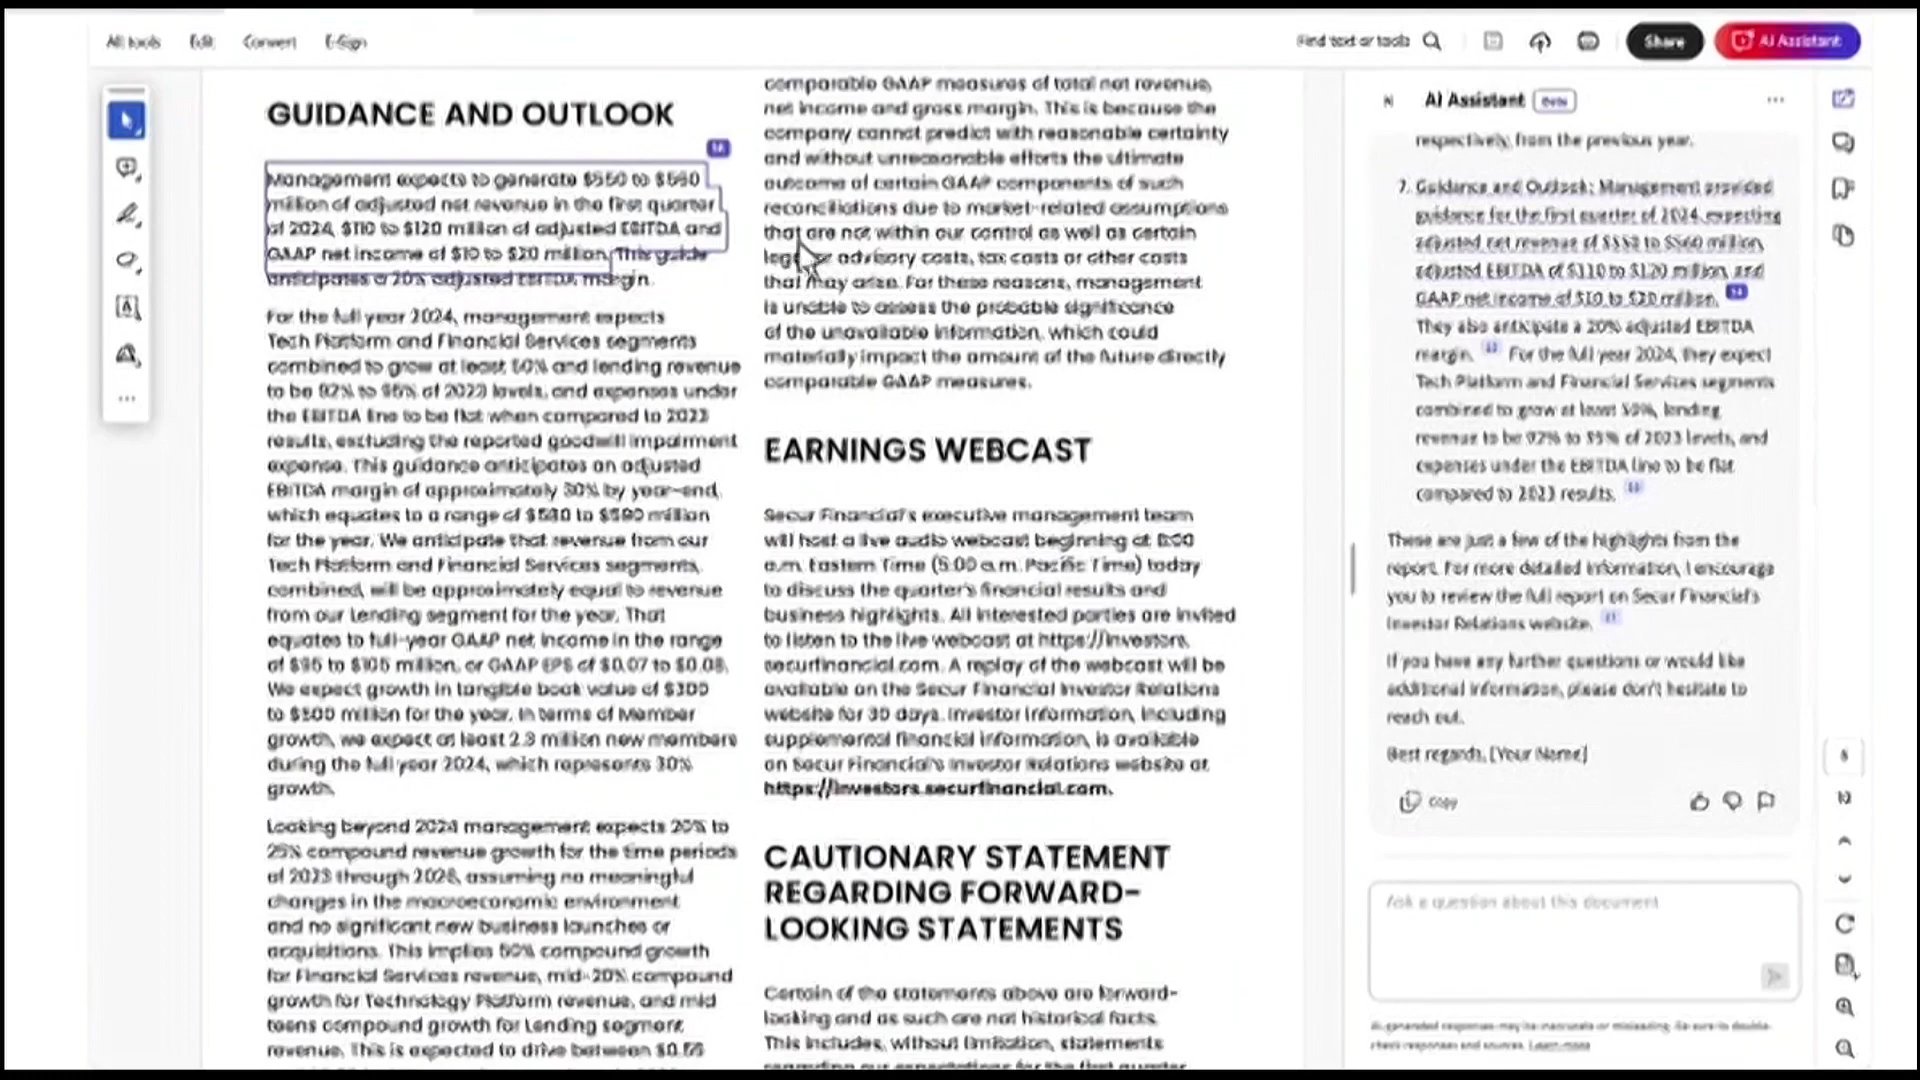 All tools Edit Convert E-Sign
Find text or tools
Share
AI Assistant
GUIDANCE AND OUTLOOK
Management expects to generate $550 to $560
million of adjusted net revenue in the first quarter
of 2024, $110 to $120 million of adjusted EBITDA and
GAAP net income of $10 to $20 million. This guide
anticipates a 20% adjusted EBITDA margin.
For the full year 2024, management expects
Tech Platform and Financial Services segments
combined to grow at least 50% and lending revenue
to be 92% to 95% of 2023 levels, and expenses under
the EBITDA line to be flat when compared to 2023
results, excluding the reported goodwill impairment
expense. This guidance anticipates an adjusted
EBITDA margin of approximately 30% by year-end,
which equates to a range of to million
for the year. We anticipate that revenue from our
Tech Platform and Financial Services segments,
combined, will be approximately equal to revenue
from our Lending segment for the year. That
equates to full-year GAAP net income in the range
of $95 to $105 million, or GAAP EPS of $0.07 to $0.08.
We expect growth in tangible book value of $300
to $500 million for the year. In terms of Member
growth, we expect at least 2.3 million new members
during the full year 2024, which represents 30%
growth.
Looking beyond 2024 management expects 20% to
25% compound revenue growth for the time periods
of 2023 through 2026, assuming no meaningful
changes in the macroeconomic environment
and no significant new business launches or
acquisitions. This implies 50% compound growth
for Financial Services revenue, mid-20% compound
growth for Technology Platform revenue, and mid
teens compound growth for Lending segment
revenue. This is expected to drive between
comparable GAAP measures of total net revenue,
net income and gross margin. This is because the
company cannot predict with reasonable certainty
and without unreasonable efforts the ultimate
outcome of certain GAAP components of such
reconciliations due to market-related assumptions
that are not within our control as well as certain
legal or advisory costs, tax costs or other costs
that may arise. For these reasons, management
is unable to assess the probable significance
of the unavailable information, which could
materially impact the amount of the future directly
comparable GAAP measures.
EARNINGS WEBCAST
Secur Financial's executive management team
will host a live audio webcast beginning at 8:00
a.m. Eastern Time (5:00 a.m. Pacific Time) today
to discuss the quarter's financial results and
business highlights. All interested parties are invited
to listen to the live webcast at https://investors.
securfinancial.com. A replay of the webcast will be
available on the Secur Financial Investor Relations
website for 30 days. Investor information, including
supplemental financial information, is available
on Secur Financial's Investor Relations website at
https://investors.securfinancial.com.
CAUTIONARY STATEMENT
REGARDING FORWARD-
LOOKING STATEMENTS
Certain of the statements above are forward-
looking and as such are not historical facts.
This includes, without limitation, statements
regarding our expectations for the first quarter
AI Assistant Beta
respectively, from the previous year.
7. Guidance and Outlook: Management provided
guidance for the first quarter of 2024, expecting
adjusted net revenue of $550 to $560 million,
adjusted EBITDA of $110 to $120 million, and
GAAP net income of $10 to $20 million.
They also anticipate a 20% adjusted EBITDA
margin. For the full year 2024, they expect
Tech Platform and Financial Services segments
combined to grow at least 50%, lending
revenue to be 92% to 95% of 2023 levels, and
expenses under the EBITDA line to be flat
compared to 2023 results.
These are just a few of the highlights from the
report. For more detailed information, I encourage
you to review the full report on Secur Financial's
Investor Relations website.
If you have any further questions or would like
additional information, please don't hesitate to
reach out.
Best regards, [Your Name]
Copy
Ask a question about this document
AI-generated responses may be inaccurate or misleading. Be sure to double-
check responses and sources. Learn more